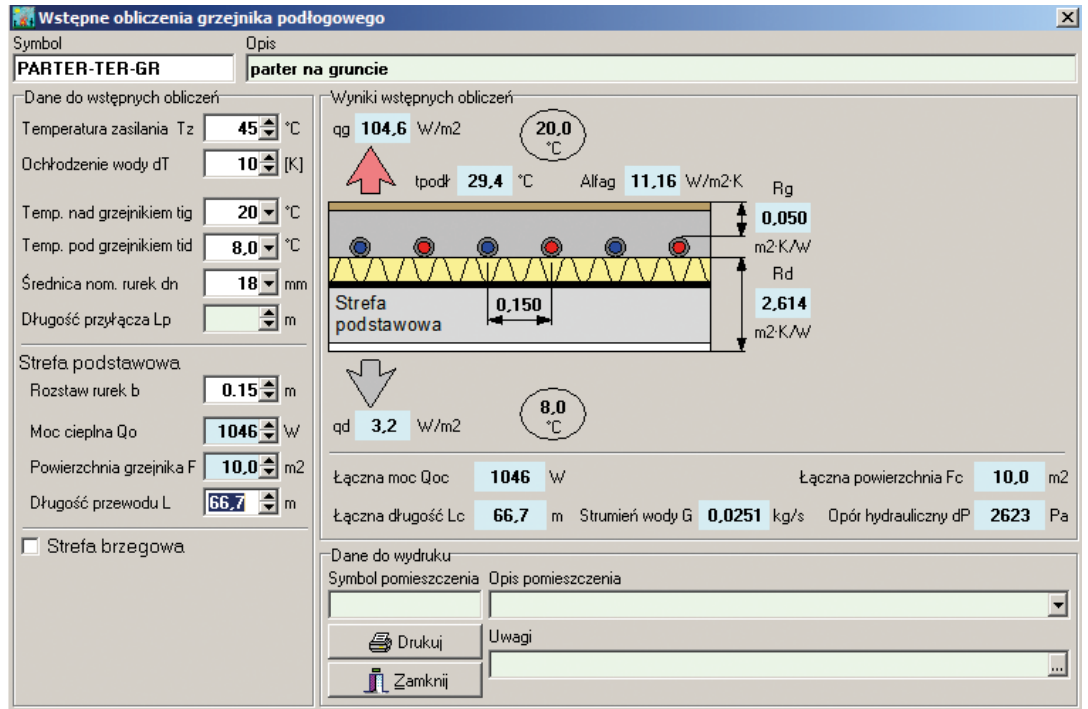 Wstępne obliczenia grzejnika podłogowego
Symbol Opis
PARTER-TER-GR parter na gruncie
Dane do wstępnych obliczeń
Temperatura zasilania Tz 45 °C
Ochłodzenie wody dT 10 [K]
Temp. nad grzejnikiem tig 20 °C
Temp. pod grzejnikiem tid 8,0 °C
Średnica nom. rurek dn 18 mm
Długość przyłącza Lp m
Strefa podstawowa
Rozstaw rurek b 0.15 m
Moc cieplna Qo 1046 W
Powierzchnia grzejnika F 10,0 m2
Długość przewodu L 66,7 m
Strefa brzegowa
Wyniki wstępnych obliczeń
qg 104,6 W/m2 20,0
°C
tpodł 29,4 °C Alfag 11,16 W/m2·K
Rg
0,050
m2·K/W
Rd
2,614
m2·K/W
Strefa
podstawowa
0,150
qd 3,2 W/m2 8,0
°C
Łączna moc Qoc 1046 W Łączna powierzchnia Fc 10,0 m2
Łączna długość Lc 66,7 m Strumień wody G 0,0251 kg/s Opór hydrauliczny dP 2623 Pa
Dane do wydruku
Symbol pomieszczenia Opis pomieszczenia
Drukuj
Uwagi
...
Zamknij